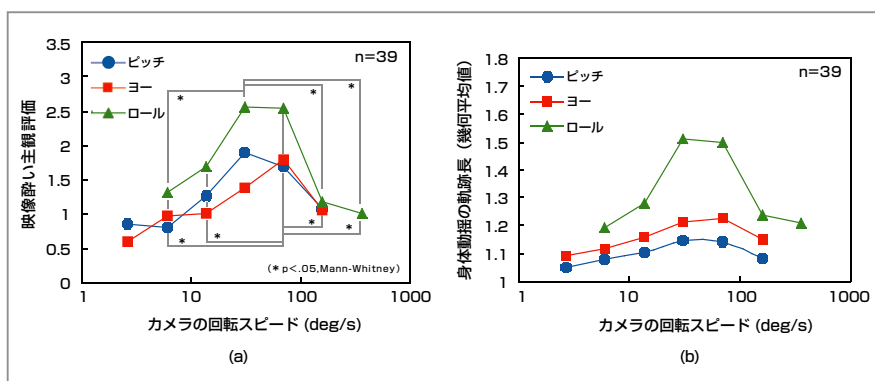 3.5
3
2.5
2
1.5
1
0.5
0
映像酔い主観評価
ピッチ
ヨー
ロール
n=39
*
*
*
*
*
*
*
(* p<.05,Mann-Whitney)
1
10
100
1000
カメラの回転スピード (deg/s)
(a)
1.8
1.7
1.6
1.5
1.4
1.3
1.2
1.1
1
身体動揺の軌跡長 (幾何平均値)
ピッチ
ヨー
ロール
n=39
1
10
100
1000
カメラの回転スピード (deg/s)
(b)